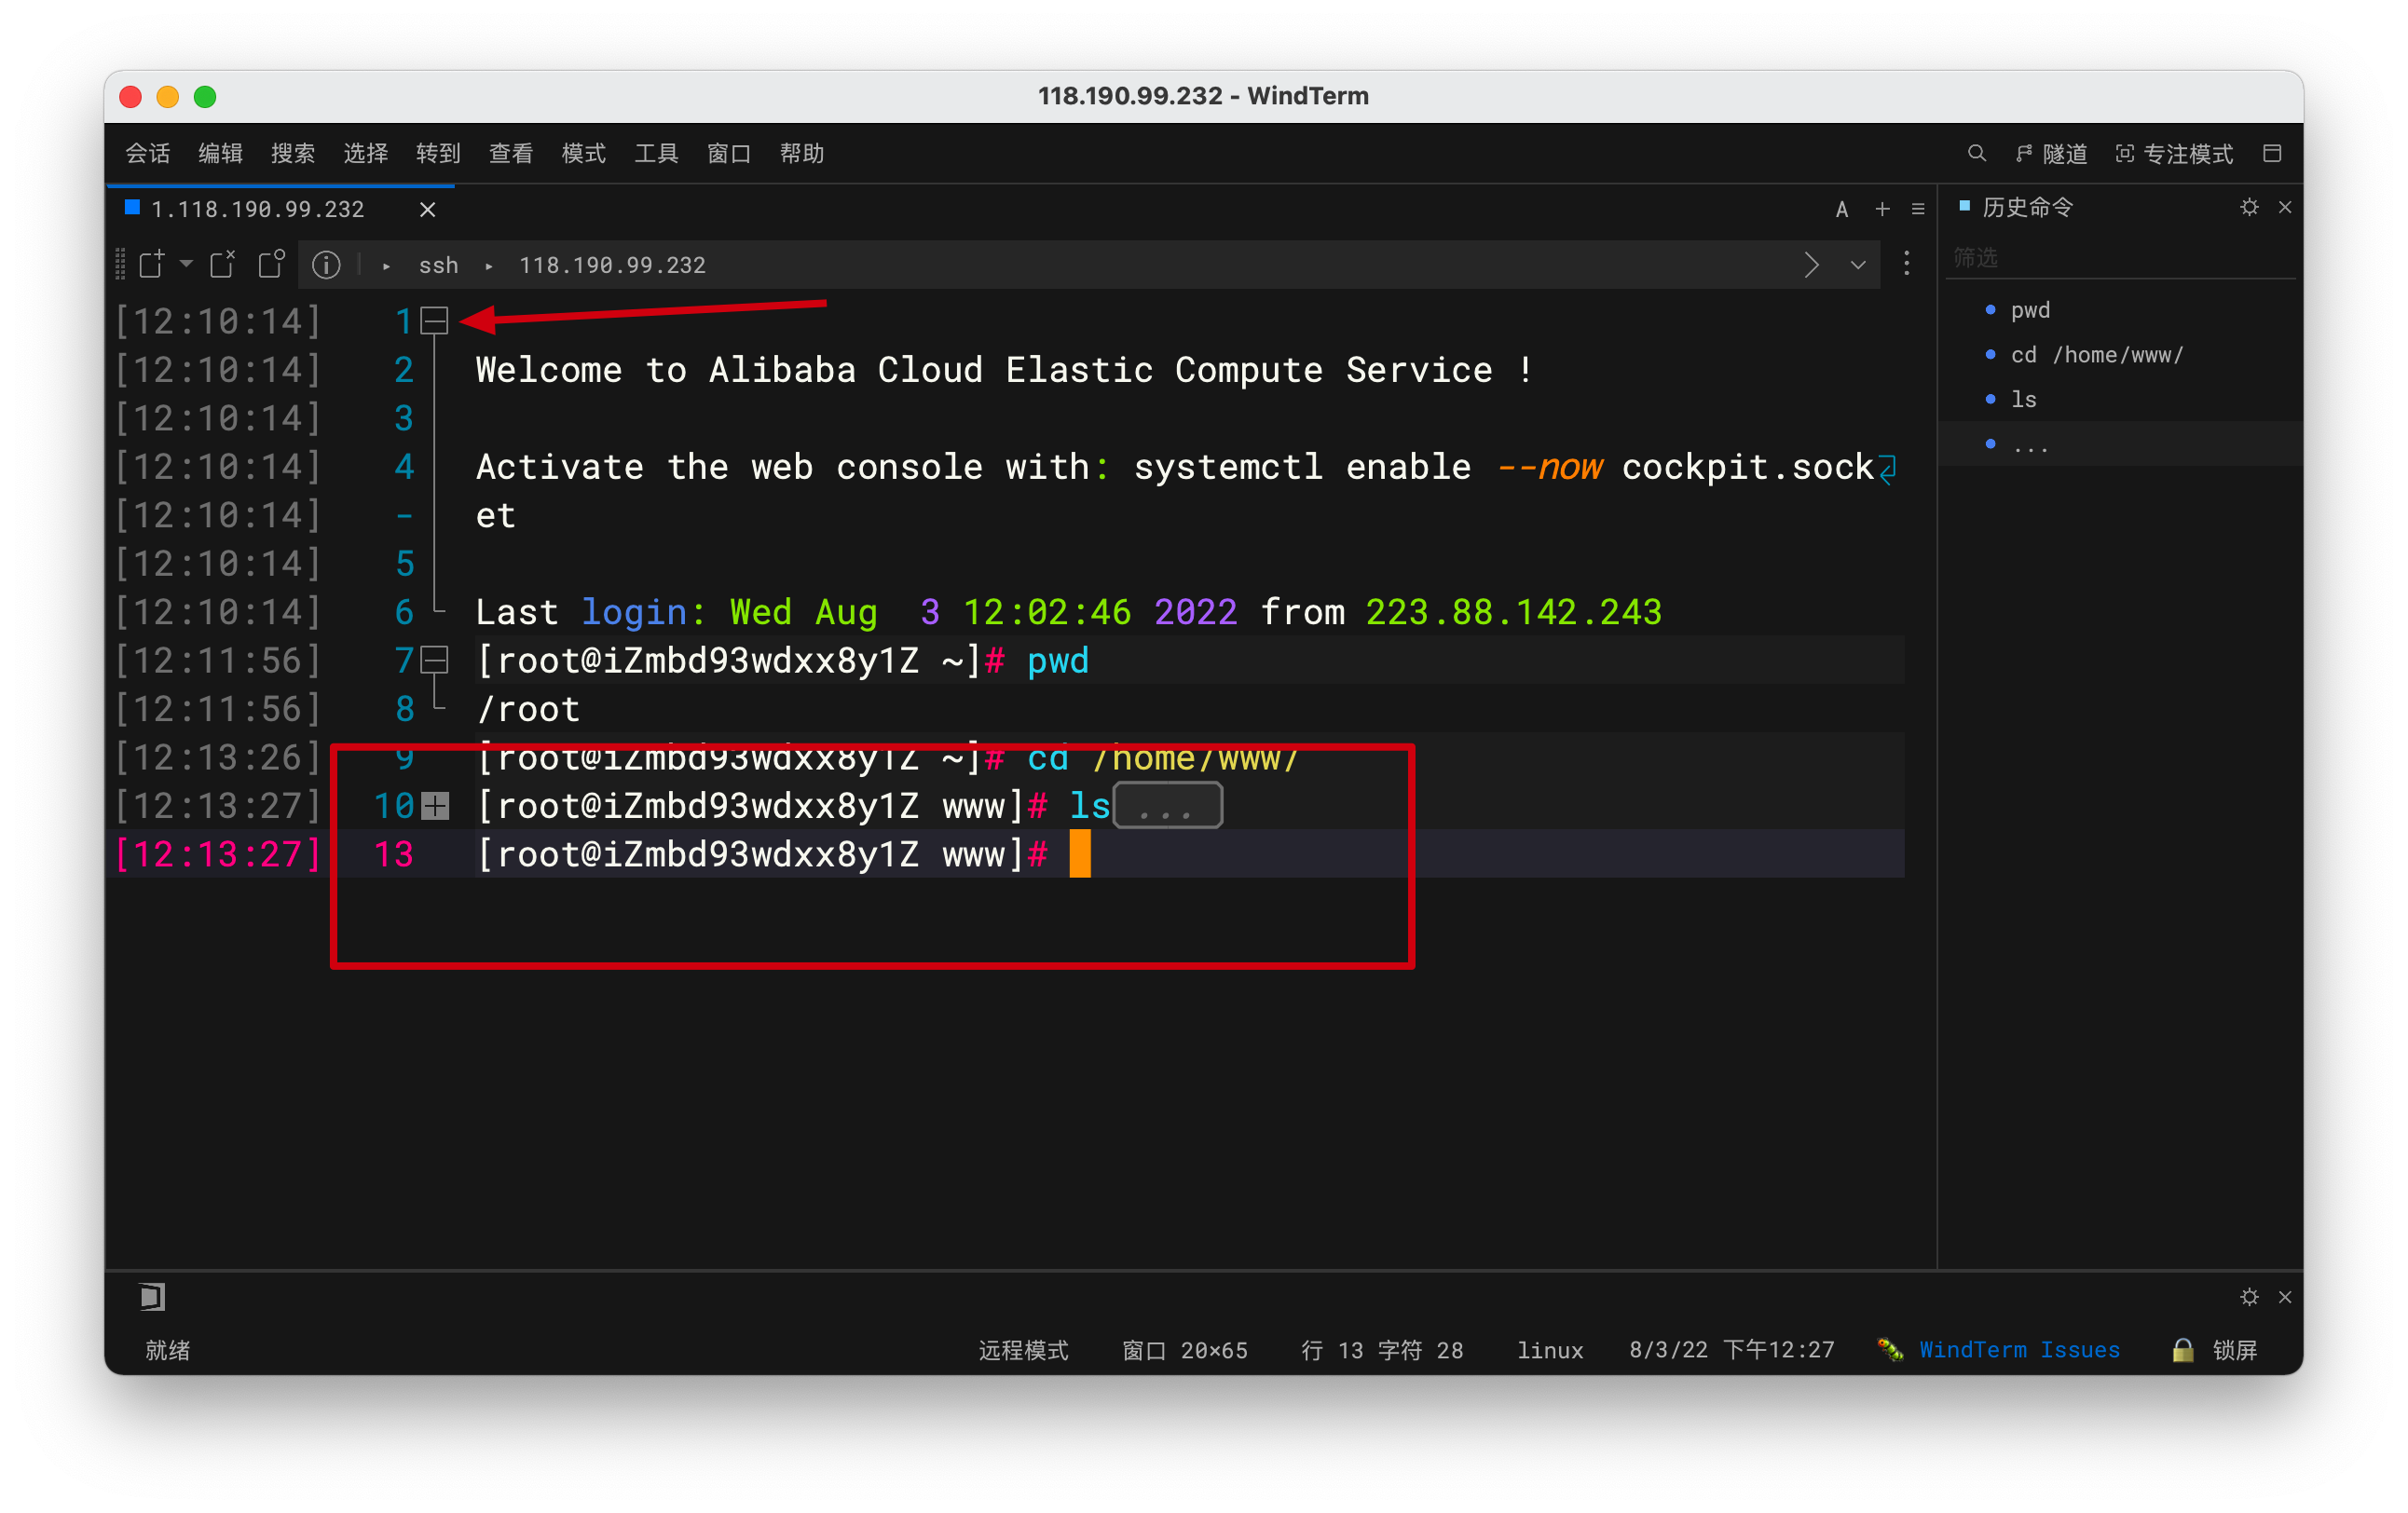 118.190.99.232 - WindTerm
会话 编辑 搜索 选择 转到 查看 模式 工具 窗口 帮助 隧道 专注模式
1.118.190.99.232 A
历史命令
ssh 118.190.99.232
筛选
pwd
cd /home/www/
ls
...
[12:10:14] 1
[12:10:14] 2 Welcome to Alibaba Cloud Elastic Compute Service !
[12:10:14] 3
[12:10:14] 4 Activate the web console with: systemctl enable --now cockpit.sock
[12:10:14] - et
[12:10:14] 5
[12:10:14] 6 Last login: Wed Aug  3 12:02:46 2022 from 223.88.142.243
[12:11:56] 7 [root@iZmbd93wdxx8y1Z ~]# pwd
[12:11:56] 8 /root
[12:13:26] 9 [root@iZmbd93wdxx8y1Z ~]# cd /home/www/
[12:13:27] 10 [root@iZmbd93wdxx8y1Z www]# ls ...
[12:13:27] 13 [root@iZmbd93wdxx8y1Z www]#
就绪 远程模式 窗口 20×65 行 13 字符 28 linux 8/3/22 下午12:27 WindTerm Issues 锁屏